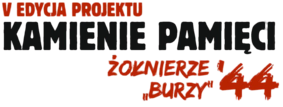 V EDYCJA PROJEKTU
KAMIENIE PAMIĘCI
ŻOŁNIERZE '44
„BURZY”